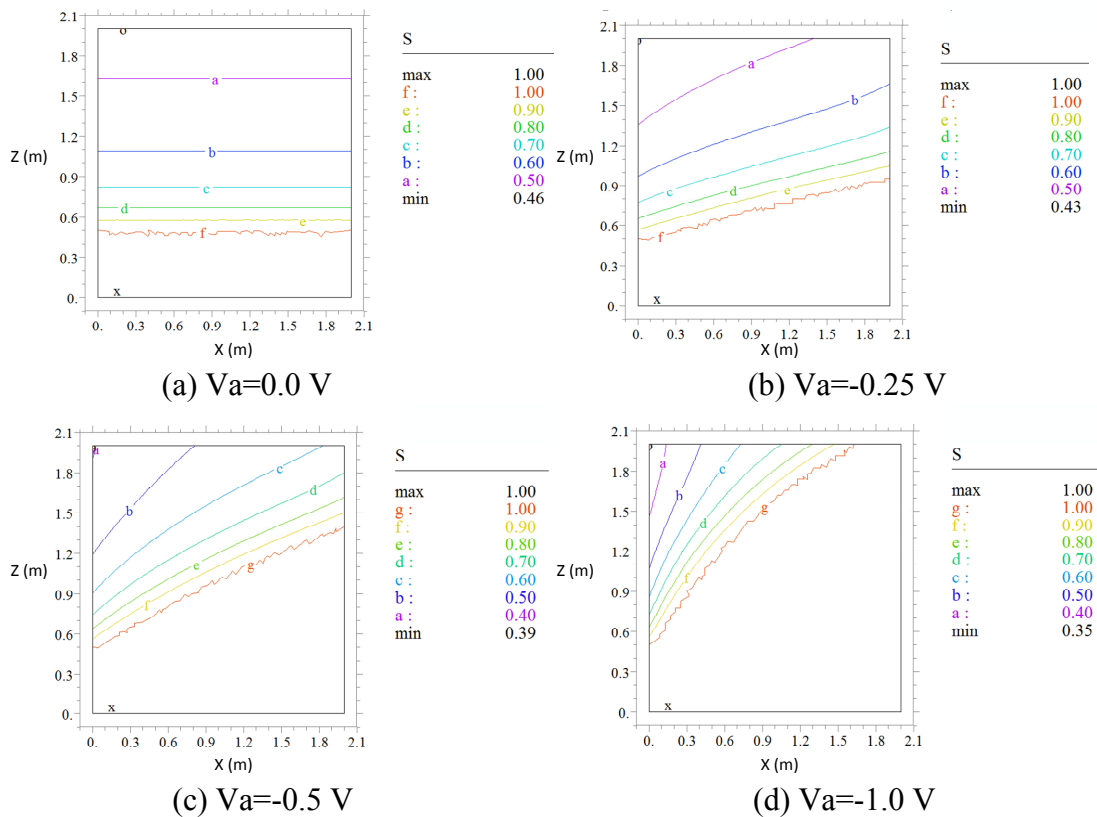 2.1
1.8
1.5
1.2
0.9
0.6
0.3
0.
Z (m)
o
a
b
c
d
e
f
x
0. 0.3 0.6 0.9 1.2 1.5 1.8 2.1
X (m)
S
max 1.00
f : 1.00
e : 0.90
d : 0.80
c : 0.70
b : 0.60
a : 0.50
min 0.46
(a) Va=0.0 V
2.1
1.8
1.5
1.2
0.9
0.6
0.3
0.
Z (m)
a
b
c
d
e
f
x
0. 0.3 0.6 0.9 1.2 1.5 1.8 2.1
X (m)
S
max 1.00
f : 1.00
e : 0.90
d : 0.80
c : 0.70
b : 0.60
a : 0.50
min 0.43
(b) Va=-0.25 V
2.1
1.8
1.5
1.2
0.9
0.6
0.3
0.
Z (m)
a
b
c
d
e
g
f
x
0. 0.3 0.6 0.9 1.2 1.5 1.8 2.1
X (m)
S
max 1.00
g : 1.00
f : 0.90
e : 0.80
d : 0.70
c : 0.60
b : 0.50
a : 0.40
min 0.39
(c) Va=-0.5 V
2.1
1.8
1.5
1.2
0.9
0.6
0.3
0.
Z (m)
a
b
c
d
g
f
x
0. 0.3 0.6 0.9 1.2 1.5 1.8 2.1
X (m)
S
max 1.00
g : 1.00
f : 0.90
e : 0.80
d : 0.70
c : 0.60
b : 0.50
a : 0.40
min 0.35
(d) Va=-1.0 V